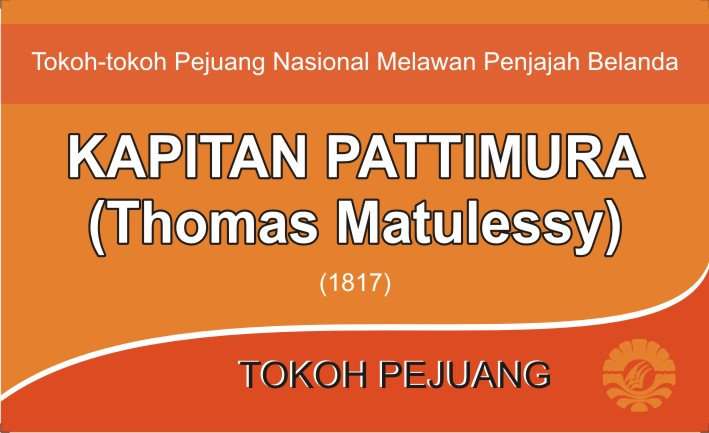 Tokoh-tokoh Pejuang Nasional Melawan Penjajah Belanda
KAPITAN PATTIMURA
(Thomas Matulessy)
(1817)
TOKOH PEJUANG